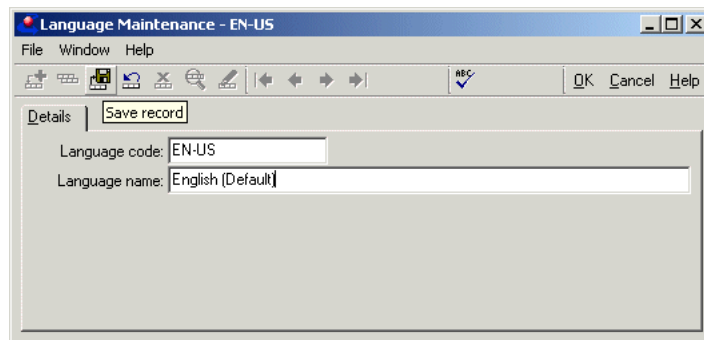 Language Maintenance - EN-US
File Window Help
ABC
OK Cancel Help
Details
Save record
Language code: EN-US
Language name: English (Default)